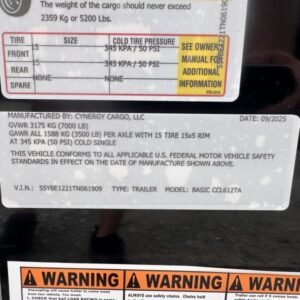 The weight of the cargo should never exceed
2359 Kg or 5200 Lbs.
TIRE SIZE COLD TIRE PRESSURE
FRONT 15 345 KPA / 50 PSI
REAR 15 345 KPA / 50 PSI
SPARE NONE NONE
SEE OWNER
MANUAL FOR
ADDITIONAL
INFORMATION
MANUFACTURED BY: CYNERGY CARGO, LLC DATE: 09/2025
GVWR 3175 KG (7000 LB)
GAWR ALL 1588 KG (3500 LB) PER AXLE WITH 15 TIRE 15x5 RIM
AT 345 KPA (50 PSI) COLD SINGLE
THIS VEHICLE CONFORMS TO ALL APPLICABLE U.S. FEDERAL MOTOR VEHICLE SAFETY
STANDARDS IN EFFECT ON THE DATE OF MANUFACTURE SHOWN ABOVE.
V.I.N.: 55YBE1221TN061909 TYPE: TRAILER MODEL: BASIC CCL612TA
WARNING WARNING WARNING